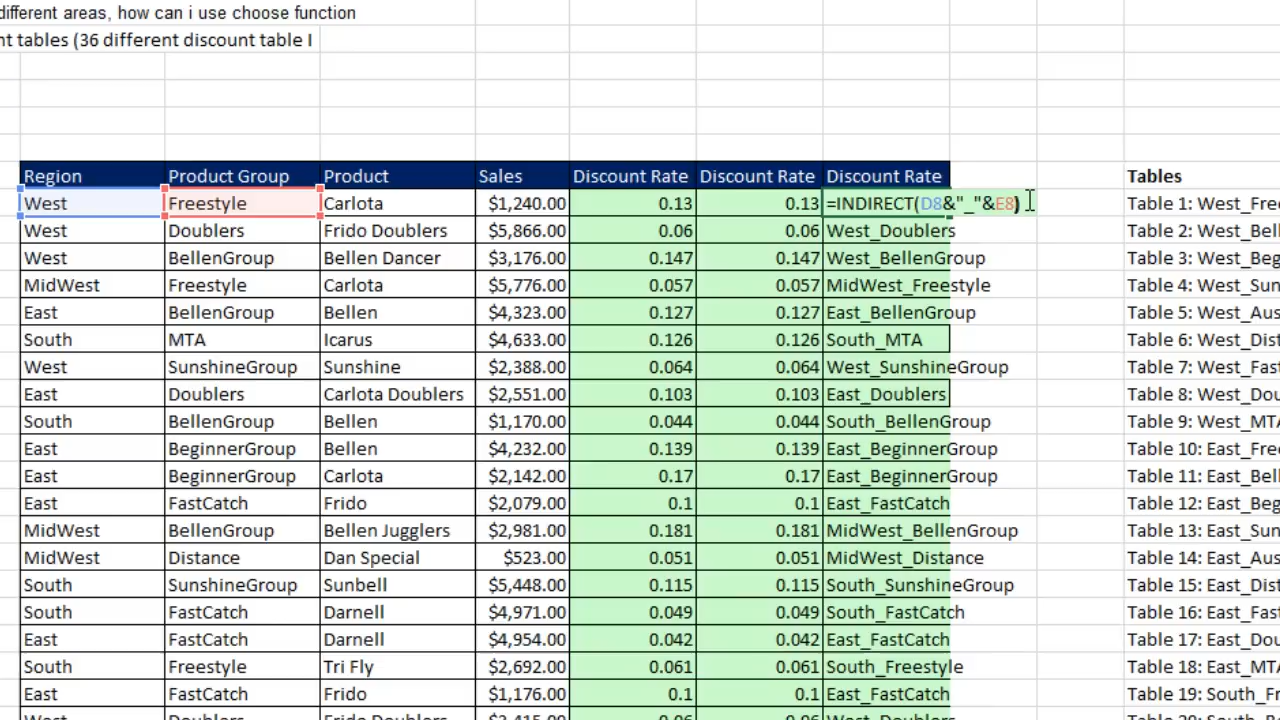 different areas, how can i use choose function
nt tables (36 different discount table I
Region Product Group Product Sales Discount Rate Discount Rate Discount Rate Tables
West Freestyle Carlota $1,240.00 0.13 0.13 =INDIRECT(D8&"_"&E8) Table 1: West_Free
West Doublers Frido Doublers $5,866.00 0.06 0.06 West_Doublers Table 2: West_Bell
West BellenGroup Bellen Dancer $3,176.00 0.147 0.147 West_BellenGroup Table 3: West_Beg
MidWest Freestyle Carlota $5,776.00 0.057 0.057 MidWest_Freestyle Table 4: West_Sun
East BellenGroup Bellen $4,323.00 0.127 0.127 East_BellenGroup Table 5: West_Aus
South MTA Icarus $4,633.00 0.126 0.126 South_MTA Table 6: West_Dist
West SunshineGroup Sunshine $2,388.00 0.064 0.064 West_SunshineGroup Table 7: West_Fast
East Doublers Carlota Doublers $2,551.00 0.103 0.103 East_Doublers Table 8: West_Dou
South BellenGroup Bellen $1,170.00 0.044 0.044 South_BellenGroup Table 9: West_MTA
East BeginnerGroup Bellen $4,232.00 0.139 0.139 East_BeginnerGroup Table 10: East_Free
East BeginnerGroup Carlota $2,142.00 0.17 0.17 East_BeginnerGroup Table 11: East_Bell
East FastCatch Frido $2,079.00 0.1 0.1 East_FastCatch Table 12: East_Beg
MidWest BellenGroup Bellen Jugglers $2,981.00 0.181 0.181 MidWest_BellenGroup Table 13: East_Sun
MidWest Distance Dan Special $523.00 0.051 0.051 MidWest_Distance Table 14: East_Aus
South SunshineGroup Sunbell $5,448.00 0.115 0.115 South_SunshineGroup Table 15: East_Dist
South FastCatch Darnell $4,971.00 0.049 0.049 South_FastCatch Table 16: East_Fast
East FastCatch Darnell $4,954.00 0.042 0.042 East_FastCatch Table 17: East_Dou
South Freestyle Tri Fly $2,692.00 0.061 0.061 South_Freestyle Table 18: East_MTA
East FastCatch Frido $1,176.00 0.1 0.1 East_FastCatch Table 19: South_Fr